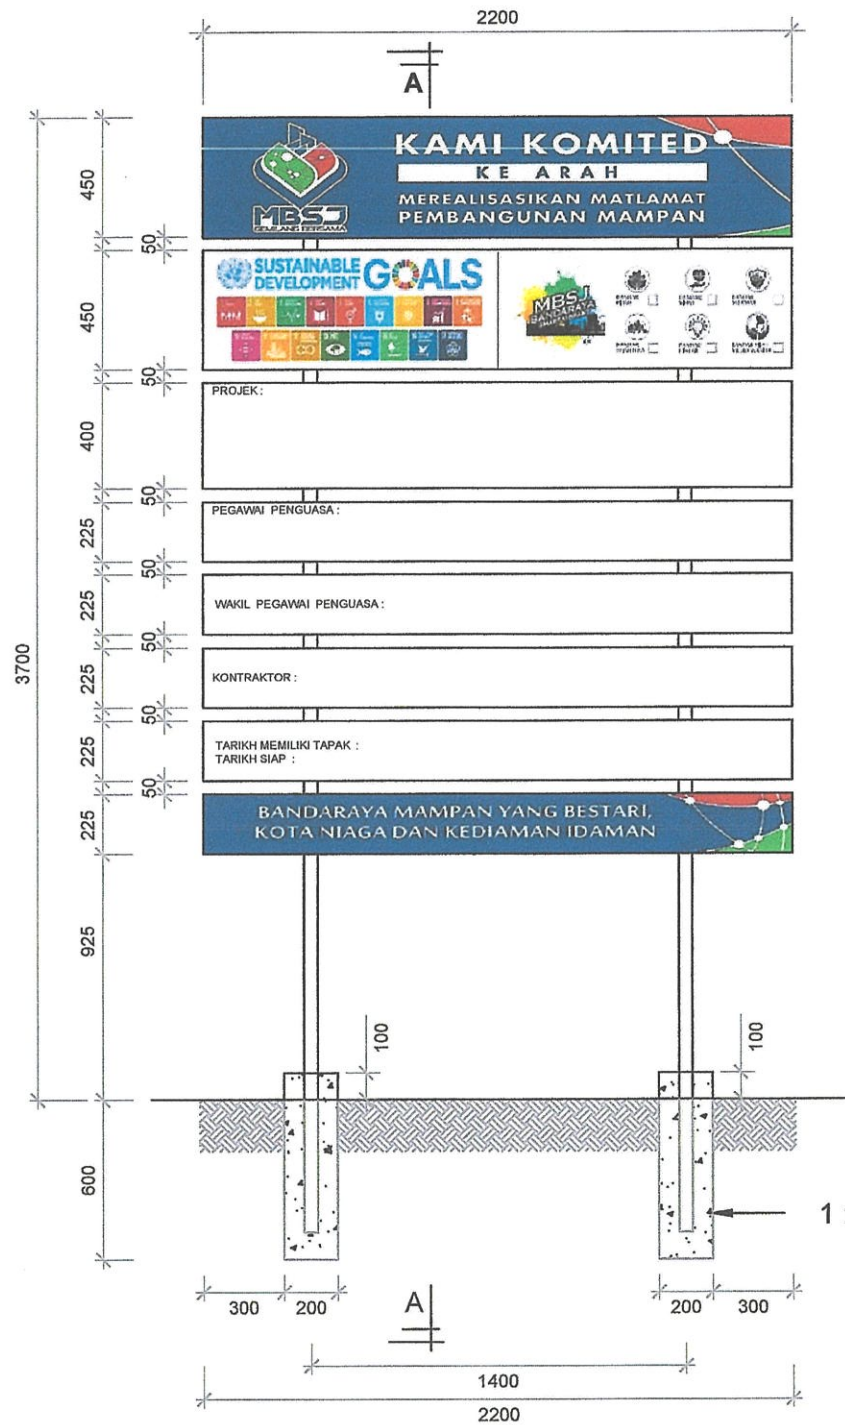 2200
A
3700
450
KAMI KOMITED
KE ARAH
MEREALISASIKAN MATLAMAT
PEMBANGUNAN MAMPAN
MBSJ
GEMILANG BERSAMA
50
450
SUSTAINABLE
DEVELOPMENT
GOALS
MBSJ
BANDARAYA
50
400
PROJEK:
50
225
PEGAWAI PENGUASA :
50
225
WAKIL PEGAWAI PENGUASA :
50
225
KONTRAKTOR :
50
225
TARIKH MEMILIKI TAPAK :
TARIKH SIAP :
50
225
BANDARAYA MAMPAN YANG BESTARI,
KOTA NIAGA DAN KEDIAMAN IDAMAN
925
100
100
600
1
300
200
A
200
300
1400
2200